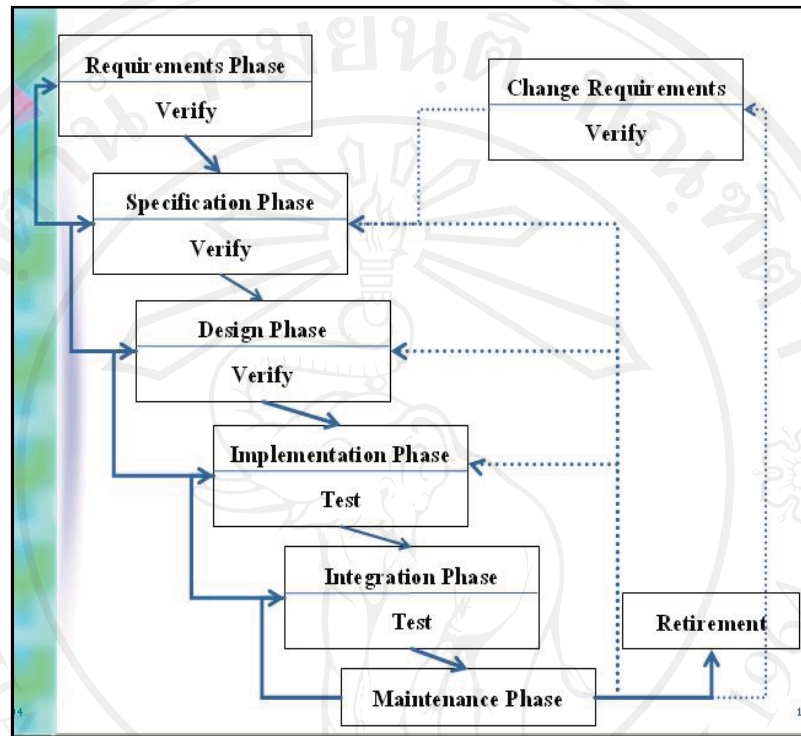 Requirements Phase
Verify
Change Requirements
Verify
Specification Phase
Verify
Design Phase
Verify
Implementation Phase
Test
Integration Phase
Test
Retirement
Maintenance Phase